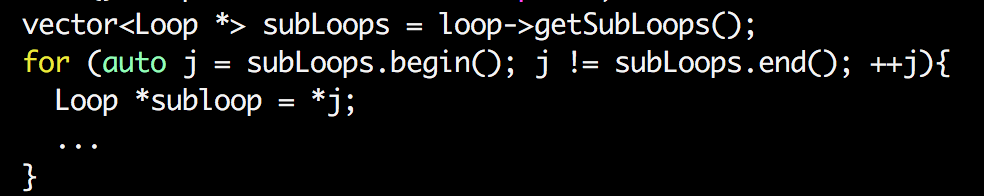 vector<Loop *> subLoops = loop->getSubLoops();
for (auto j = subLoops.begin(); j != subLoops.end(); ++j){
  Loop *subloop = *j;
  ...
}